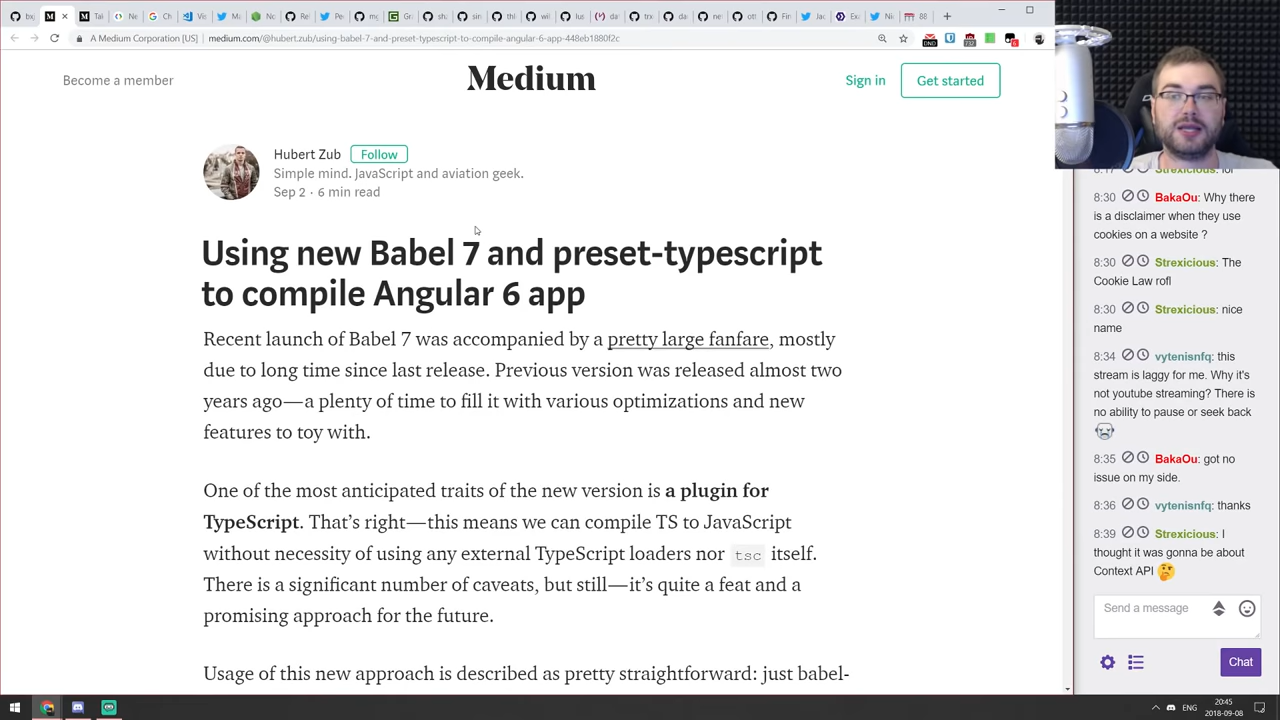 A Medium Corporation [US]
medium.com/@hubert.zub/using-babel-7-and-preset-typescript-to-compile-angular-6-app-448eb1880f2c
Become a member
Medium
Sign in
Get started
Hubert Zub
Follow
Simple mind. JavaScript and aviation geek.
Sep 2 · 6 min read
Using new Babel 7 and preset-typescript
to compile Angular 6 app
Recent launch of Babel 7 was accompanied by a pretty large fanfare, mostly
due to long time since last release. Previous version was released almost two
years ago—a plenty of time to fill it with various optimizations and new
features to toy with.
One of the most anticipated traits of the new version is a plugin for
TypeScript. That’s right—this means we can compile TS to JavaScript
without necessity of using any external TypeScript loaders nor tsc itself.
There is a significant number of caveats, but still—it’s quite a feat and a
promising approach for the future.
Usage of this new approach is described as pretty straightforward: just babel-
8:30 BakaOu: Why there
is a disclaimer when they use
cookies on a website ?
8:30 Strexicious: The
Cookie Law rofl
8:30 Strexicious: nice
name
8:34 vytenisnfq: this
stream is laggy for me. Why it's
not youtube streaming? There is
no ability to pause or seek back
8:35 BakaOu: got no
issue on my side.
8:36 vytenisnfq: thanks
8:39 Strexicious: I
thought it was gonna be about
Context API
Send a message
Chat
ENG
20:45
2018-09-08